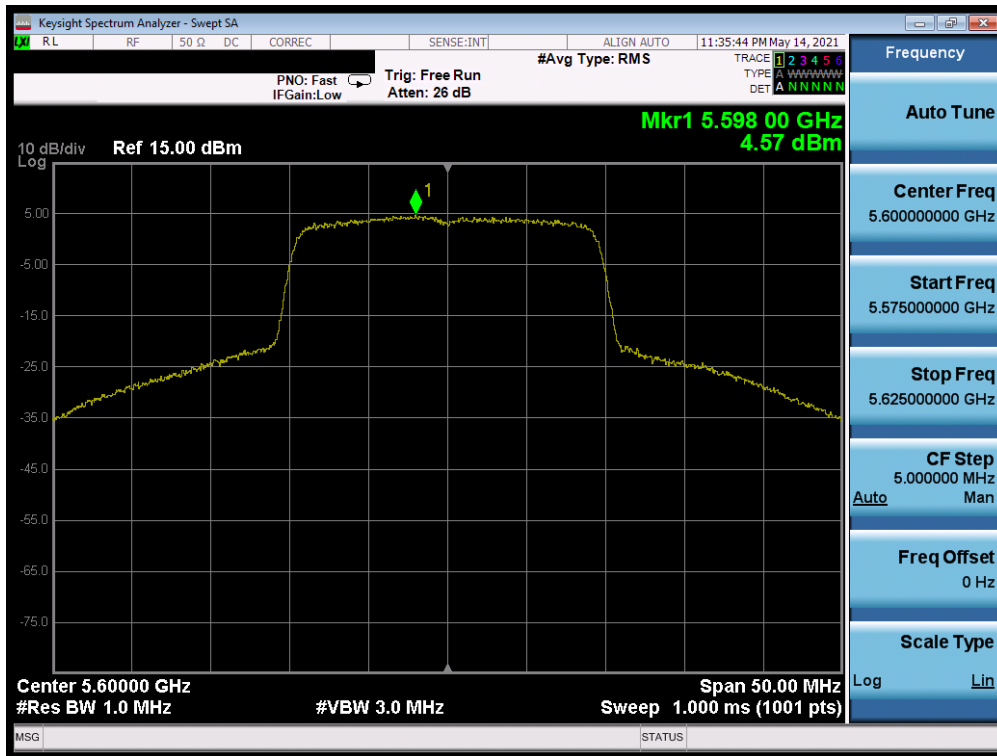 Keysight Spectrum Analyzer - Swept SA
LXI RL RF 50 Ω DC CORREC SENSE:INT ALIGN AUTO 11:35:44 PM May 14, 2021
#Avg Type: RMS
TRACE 1 2 3 4 5 6
PNO: Fast Trig: Free Run
TYPE A WWWWW
IFGain:Low Atten: 26 dB
DET A N N N N N
Mkr1 5.598 00 GHz
4.57 dBm
10 dB/div Ref 15.00 dBm
Log
1
5.00
-5.00
-15.0
-25.0
-35.0
-45.0
-55.0
-65.0
-75.0
Center 5.60000 GHz Span 50.00 MHz
#Res BW 1.0 MHz #VBW 3.0 MHz Sweep 1.000 ms (1001 pts)
MSG STATUS
Frequency
Auto Tune
Center Freq
5.600000000 GHz
Start Freq
5.575000000 GHz
Stop Freq
5.625000000 GHz
CF Step
5.000000 MHz
Auto Man
Freq Offset
0 Hz
Scale Type
Log Lin